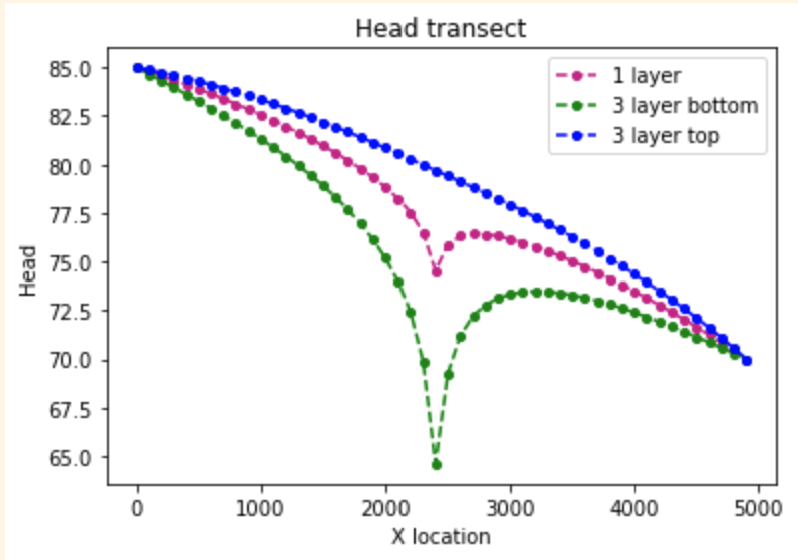 Head transect
1 layer
3 layer bottom
3 layer top
85.0
82.5
80.0
77.5
75.0
72.5
70.0
67.5
65.0
Head
0 1000 2000 3000 4000 5000
X location